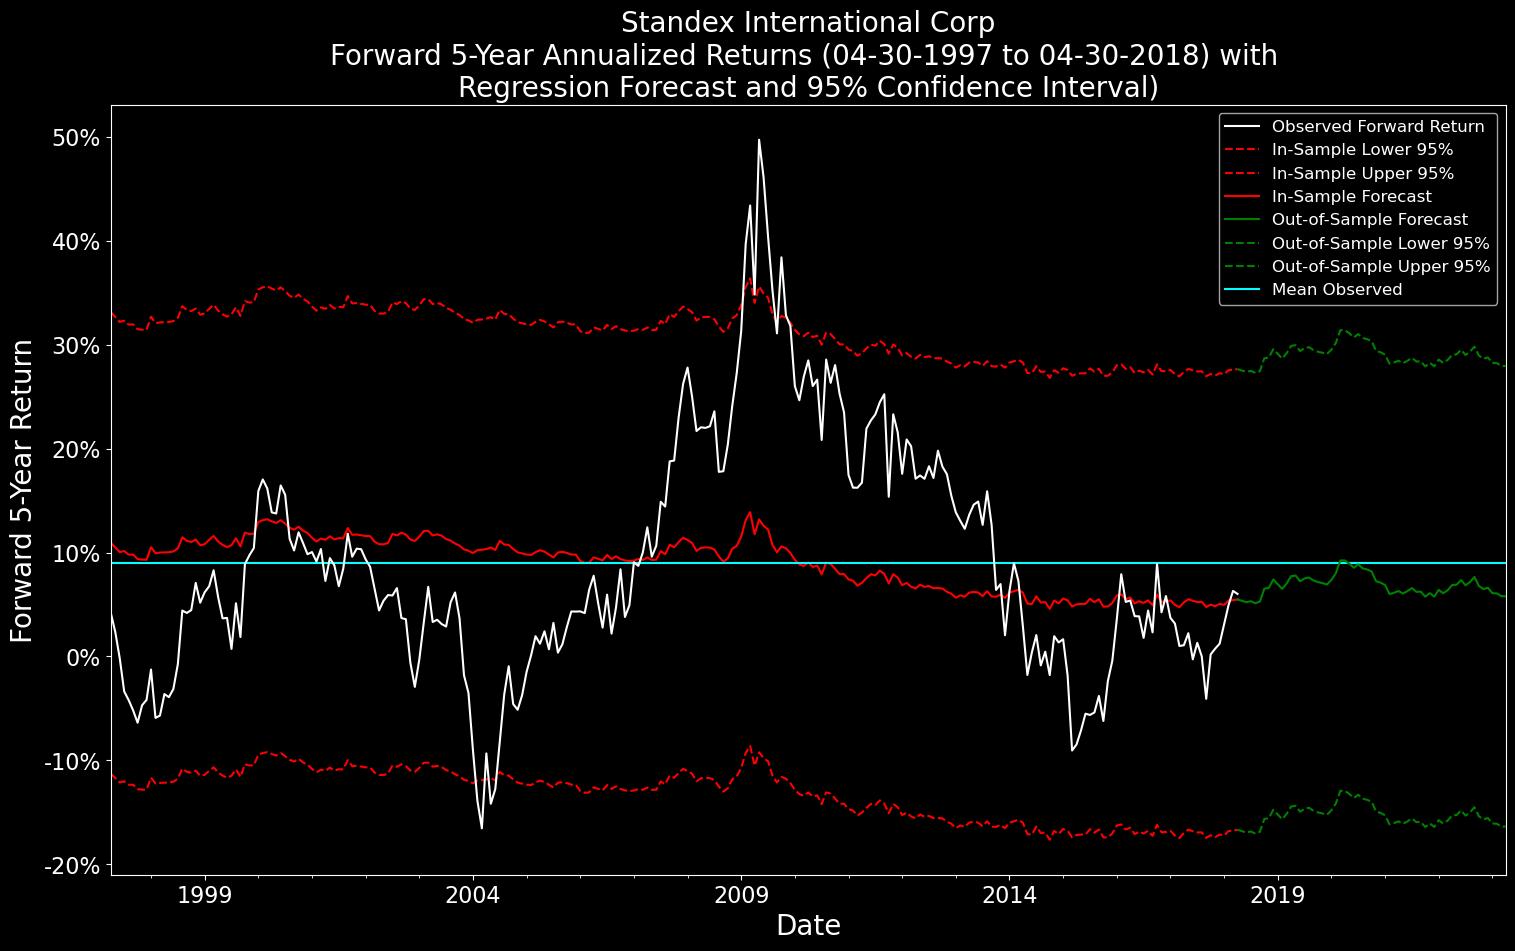 Standex International Corp
Forward 5-Year Annualized Returns (04-30-1997 to 04-30-2018) with
Regression Forecast and 95% Confidence Interval)
Forward 5-Year Return
50%
40%
30%
20%
10%
0%
-10%
-20%
Observed Forward Return
In-Sample Lower 95%
In-Sample Upper 95%
In-Sample Forecast
Out-of-Sample Forecast
Out-of-Sample Lower 95%
Out-of-Sample Upper 95%
Mean Observed
1999
2004
2009
2014
2019
Date